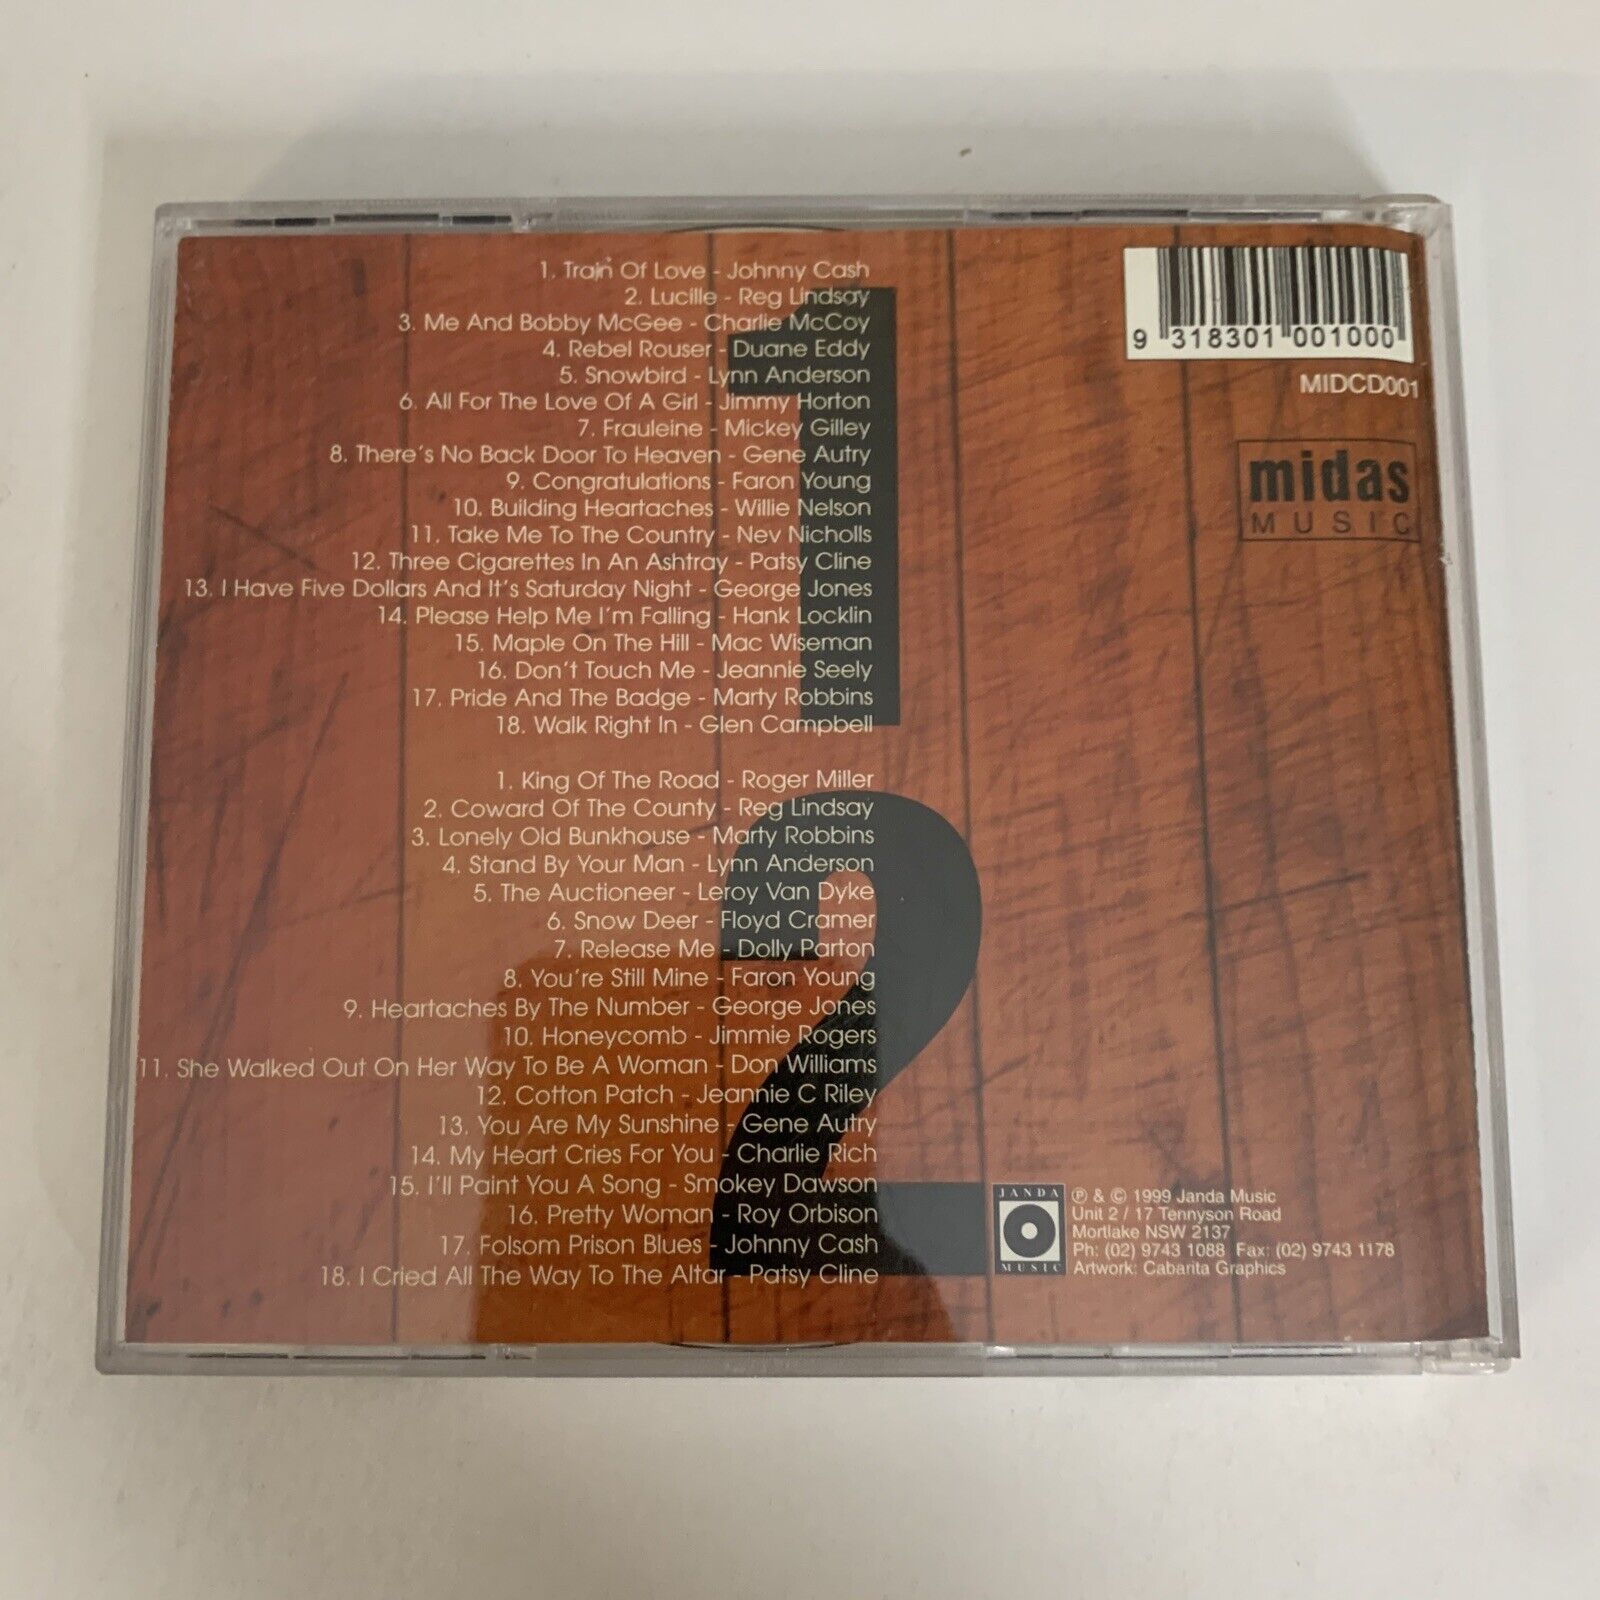 1. Train Of Love - Johnny Cash
2. Lucille - Reg Lindsay
3. Me And Bobby McGee - Charlie McCoy
4. Rebel Rouser - Duane Eddy
5. Snowbird - Lynn Anderson
6. All For The Love Of A Girl - Jimmy Horton
7. Frauleine - Mickey Gilley
8. There's No Back Door To Heaven - Gene Autry
9. Congratulations - Faron Young
10. Building Heartaches - Willie Nelson
11. Take Me To The Country - Nev Nicholls
12. Three Cigarettes In An Ashtray - Patsy Cline
13. I Have Five Dollars And It's Saturday Night - George Jones
14. Please Help Me I'm Falling - Hank Locklin
15. Maple On The Hill - Mac Wiseman
16. Don't Touch Me - Jeannie Seely
17. Pride And The Badge - Marty Robbins
18. Walk Right In - Glen Campbell
1
1. King Of The Road - Roger Miller
2. Coward Of The County - Reg Lindsay
3. Lonely Old Bunkhouse - Marty Robbins
4. Stand By Your Man - Lynn Anderson
5. The Auctioneer - Leroy Van Dyke
6. Snow Deer - Floyd Cramer
7. Release Me - Dolly Parton
8. You're Still Mine - Faron Young
9. Heartaches By The Number - George Jones
10. Honeycomb - Jimmie Rogers
11. She Walked Out On Her Way To Be A Woman - Don Williams
12. Cotton Patch - Jeannie C Riley
13. You Are My Sunshine - Gene Autry
14. My Heart Cries For You - Charlie Rich
15. I'll Paint You A Song - Smokey Dawson
16. Pretty Woman - Roy Orbison
17. Folsom Prison Blues - Johnny Cash
18. I Cried All The Way To The Altar - Patsy Cline
2
9 318301 001000
MIDCD001
midas
MUSIC
JANDA
MUSIC
℗ & © 1999 Janda Music
Unit 2 / 17 Tennyson Road
Mortlake NSW 2137
Ph: (02) 9743 1088 Fax: (02) 9743 1178
Artwork: Cabarita Graphics